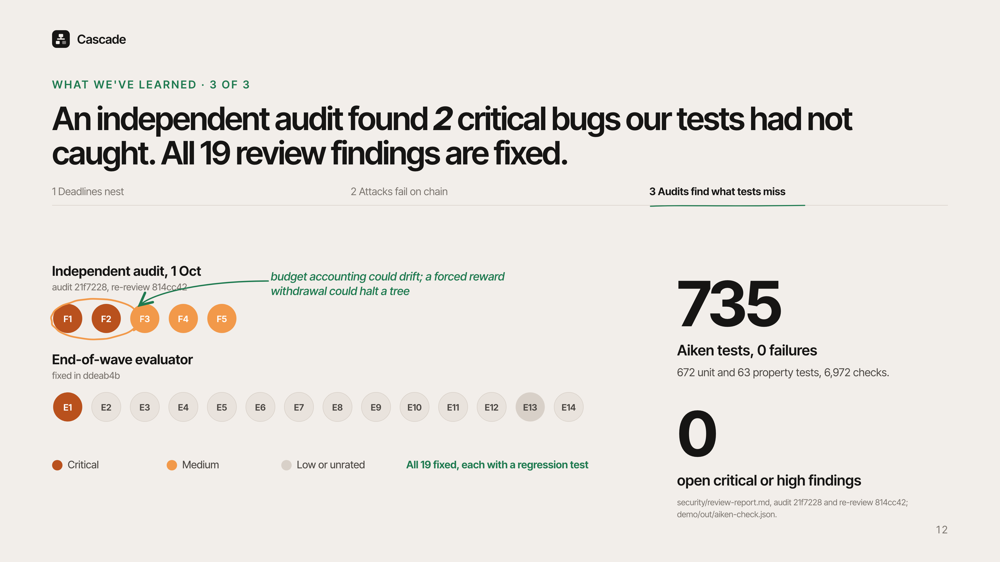 Cascade
WHAT WE'VE LEARNED · 3 OF 3
An independent audit found 2 critical bugs our tests had not
caught. All 19 review findings are fixed.
1 Deadlines nest
2 Attacks fail on chain
3 Audits find what tests miss
Independent audit, 1 Oct
audit 21f7228, re-review 814cc42
budget accounting could drift; a forced reward
withdrawal could halt a tree
F1 F2 F3 F4 F5
End-of-wave evaluator
fixed in ddeab4b
E1 E2 E3 E4 E5 E6 E7 E8 E9 E10 E11 E12 E13 E14
Critical
Medium
Low or unrated
All 19 fixed, each with a regression test
735
Aiken tests, 0 failures
672 unit and 63 property tests, 6,972 checks.
0
open critical or high findings
security/review-report.md, audit 21f7228 and re-review 814cc42;
demo/out/aiken-check.json.
12